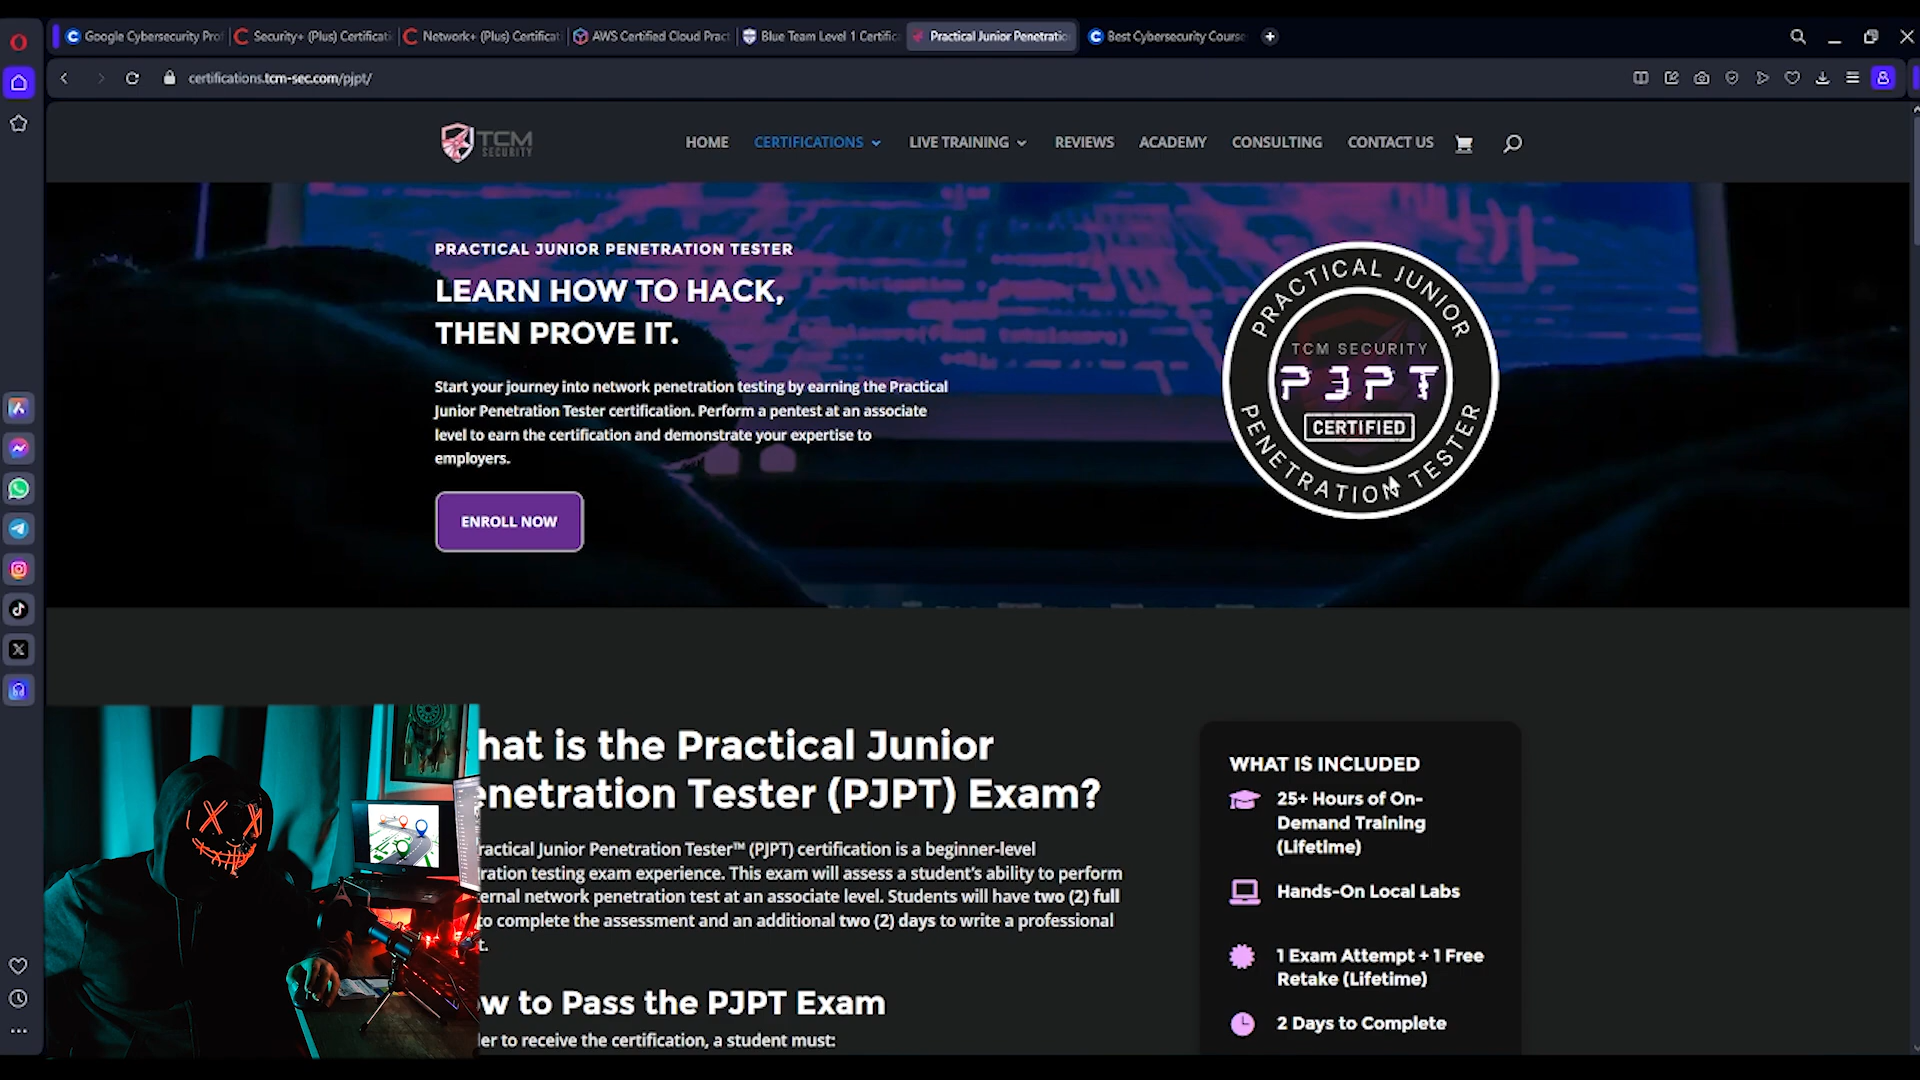 Google Cybersecurity Pro
Security+ (Plus) Certificati
Network+ (Plus) Certificat
AWS Certified Cloud Pract
Blue Team Level 1 Certific
Practical Junior Penetratio
Best Cybersecurity Course
certifications.tcm-sec.com/pjpt/
TCM
SECURITY
HOME
CERTIFICATIONS
LIVE TRAINING
REVIEWS
ACADEMY
CONSULTING
CONTACT US
PRACTICAL JUNIOR PENETRATION TESTER
LEARN HOW TO HACK,
THEN PROVE IT.
Start your journey into network penetration testing by earning the Practical
Junior Penetration Tester certification. Perform a pentest at an associate
level to earn the certification and demonstrate your expertise to
employers.
ENROLL NOW
PRACTICAL JUNIOR
TCM SECURITY
PJPT
CERTIFIED
PENETRATION TESTER
hat is the Practical Junior
enetration Tester (PJPT) Exam?
ractical Junior Penetration Tester™ (PJPT) certification is a beginner-level
ration testing exam experience. This exam will assess a student's ability to perform
ernal network penetration test at an associate level. Students will have two (2) full
to complete the assessment and an additional two (2) days to write a professional
t.
ow to Pass the PJPT Exam
ler to receive the certification, a student must:
WHAT IS INCLUDED
25+ Hours of On-
Demand Training
(Lifetime)
Hands-On Local Labs
1 Exam Attempt + 1 Free
Retake (Lifetime)
2 Days to Complete